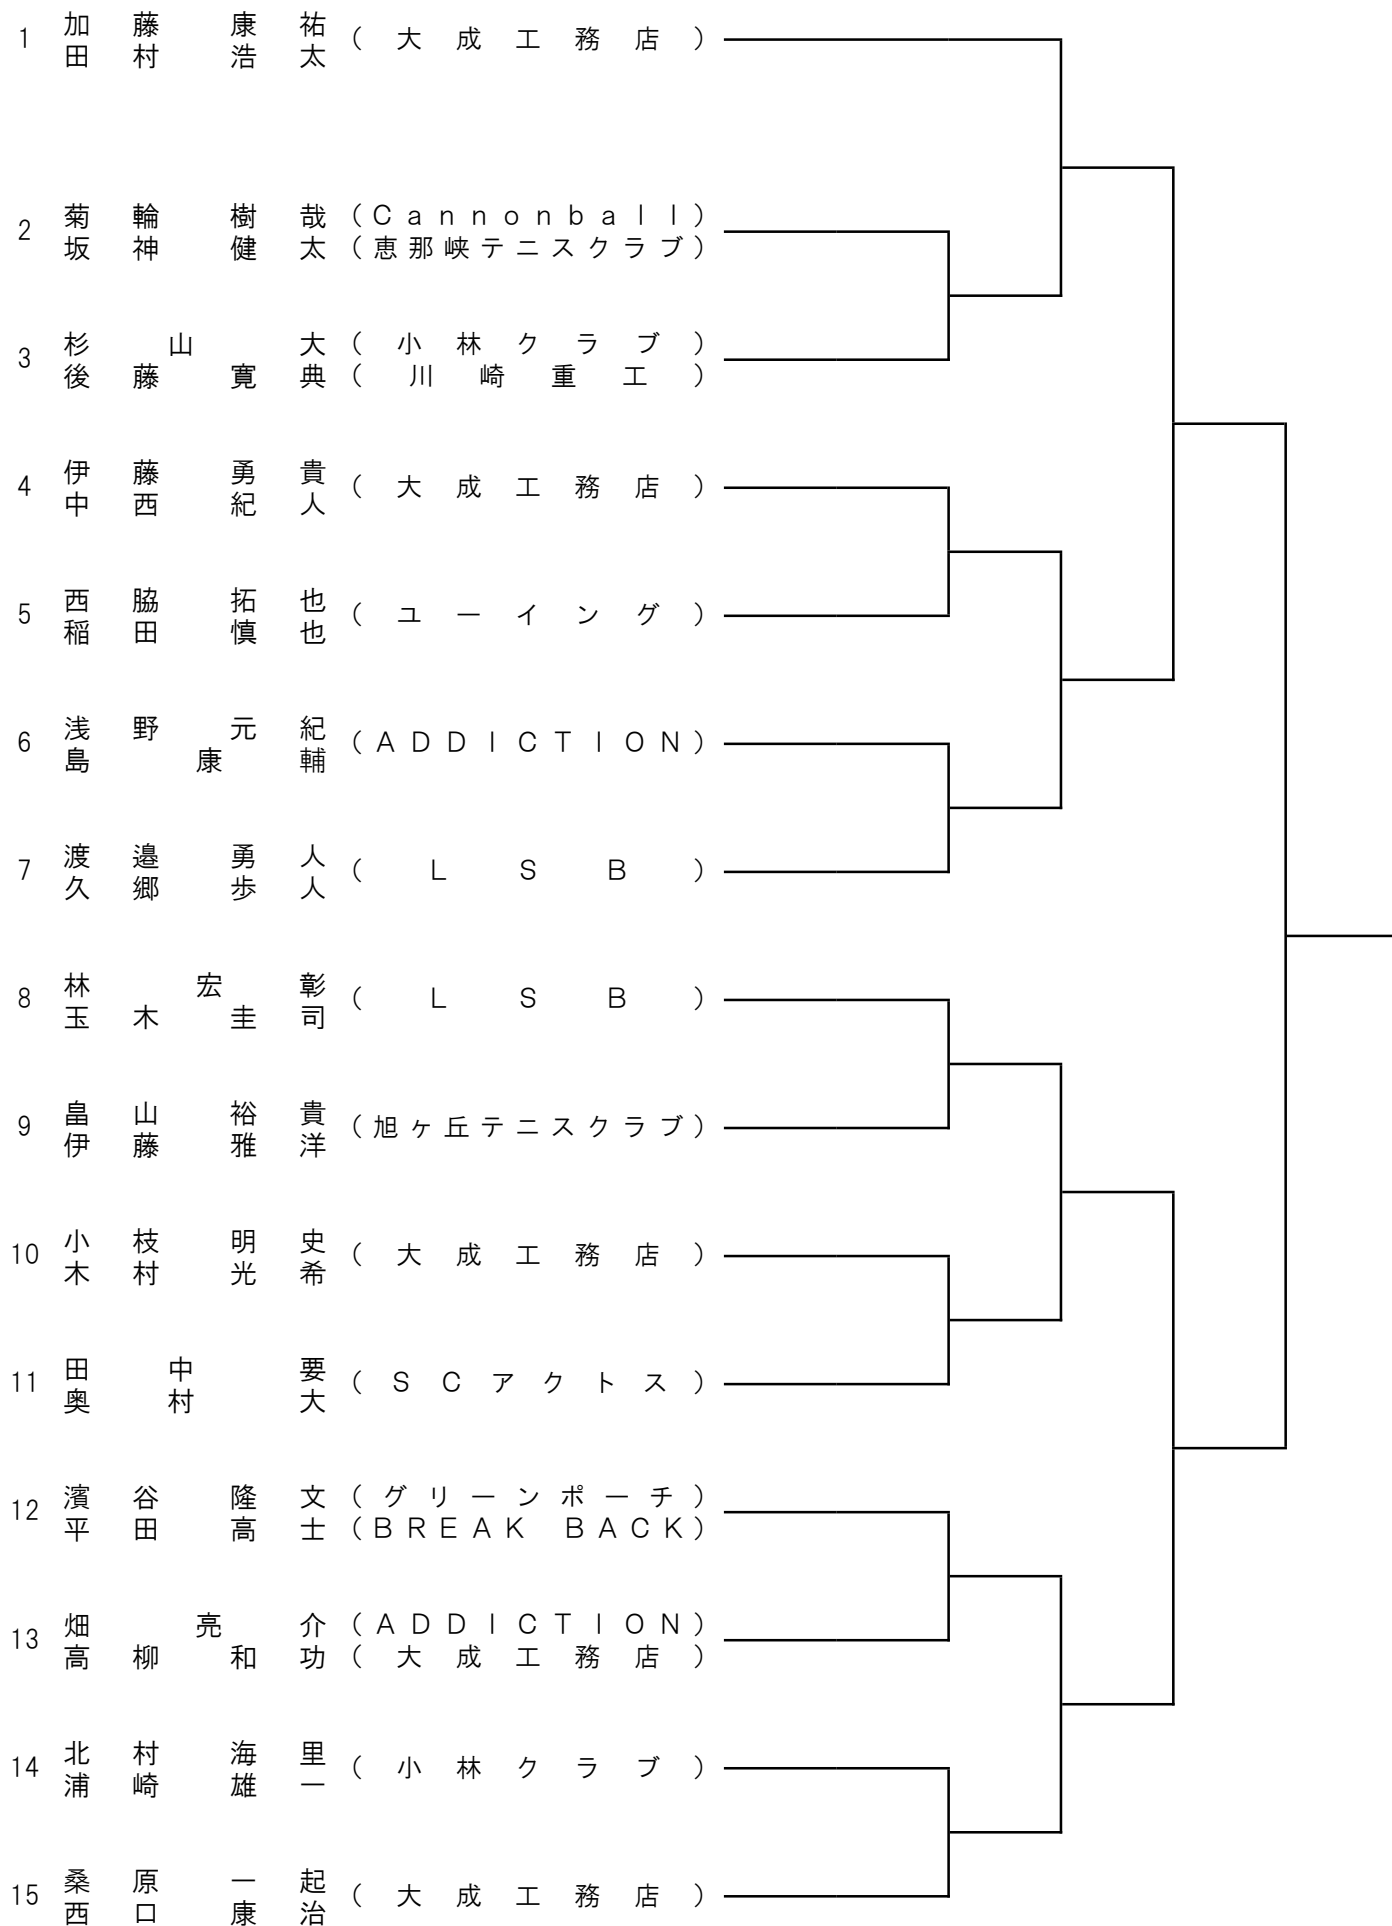 1 加藤康祐 (大成工務店)
田村浩太
2 菊輪樹哉 (Cannonball)
坂神健太 (恵那峡テニスクラブ)
3 杉山大 (小林クラブ)
後藤寛典 (川崎重工)
4 伊藤勇貴 (大成工務店)
中西紀人
5 西脇拓也 (ユーイング)
稲田慎也
6 浅野元紀 (ADDICTION)
島康輔
7 渡邉勇人 (LSB)
久郷歩人
8 林宏彰 (LSB)
玉木圭司
9 畠山裕貴 (旭ヶ丘テニスクラブ)
伊藤雅洋
10 小枝明史 (大成工務店)
木村光希
11 田中要 (SCアクトス)
奥村大
12 濱谷隆文 (グリーンポーチ)
平田高士 (BREAK BACK)
13 畑亮介 (ADDICTION)
高柳和功 (大成工務店)
14 北村海里 (小林クラブ)
浦崎雄一
15 桑原一起 (大成工務店)
西口康治